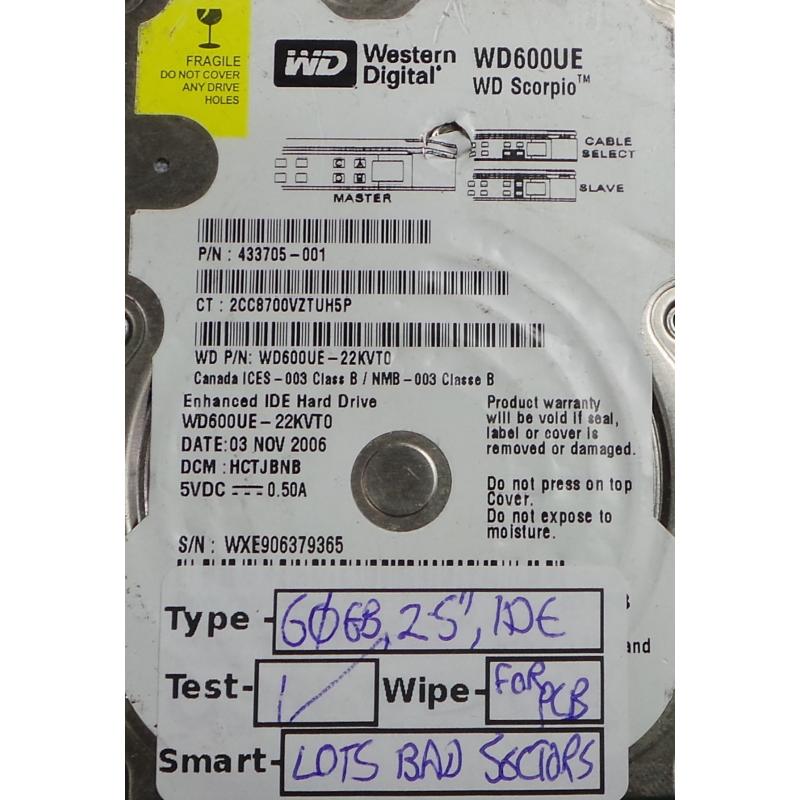 FRAGILE
DO NOT COVER
ANY DRIVE
HOLES
WD Western Digital
WD600UE
WD Scorpio™
CABLE SELECT
SLAVE
MASTER
P/N : 433705-001
CT : 2CC8700VZTUH5P
WD P/N: WD600UE-22KVT0
Canada ICES-003 Class B / NMB-003 Classe B
Enhanced IDE Hard Drive
WD600UE-22KVT0
DATE:03 NOV 2006
DCM : HCTJBNB
5VDC ⎓ 0.50A
Product warranty
will be void if seal,
label or cover is
removed or damaged.
Do not press on top
Cover.
Do not expose to
moisture.
S/N : WXE906379365
Type - 60GB, 2.5", IDE
Test- Wipe- FOR PCB
Smart- LOTS BAD SECTORS